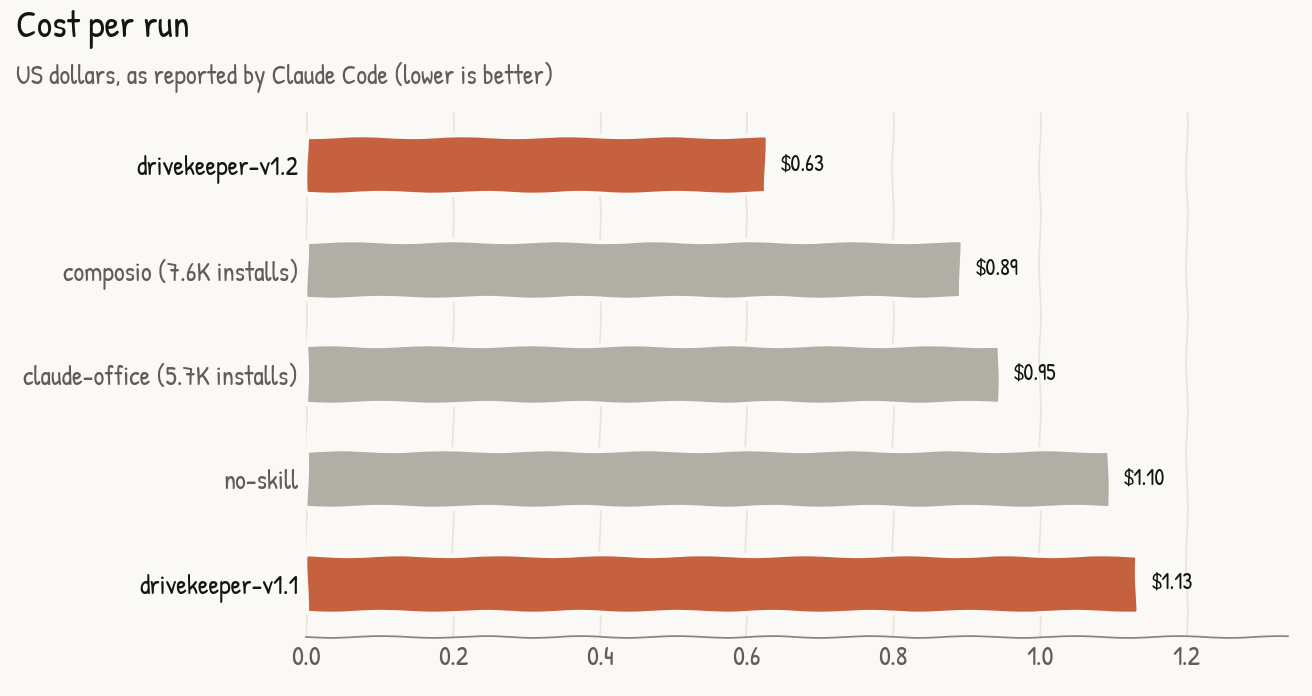 Cost per run
US dollars, as reported by Claude Code (lower is better)
drivekeeper-v1.2 $0.63
composio (7.6K installs) $0.89
claude-office (5.7K installs) $0.95
no-skill $1.10
drivekeeper-v1.1 $1.13
0.0 0.2 0.4 0.6 0.8 1.0 1.2